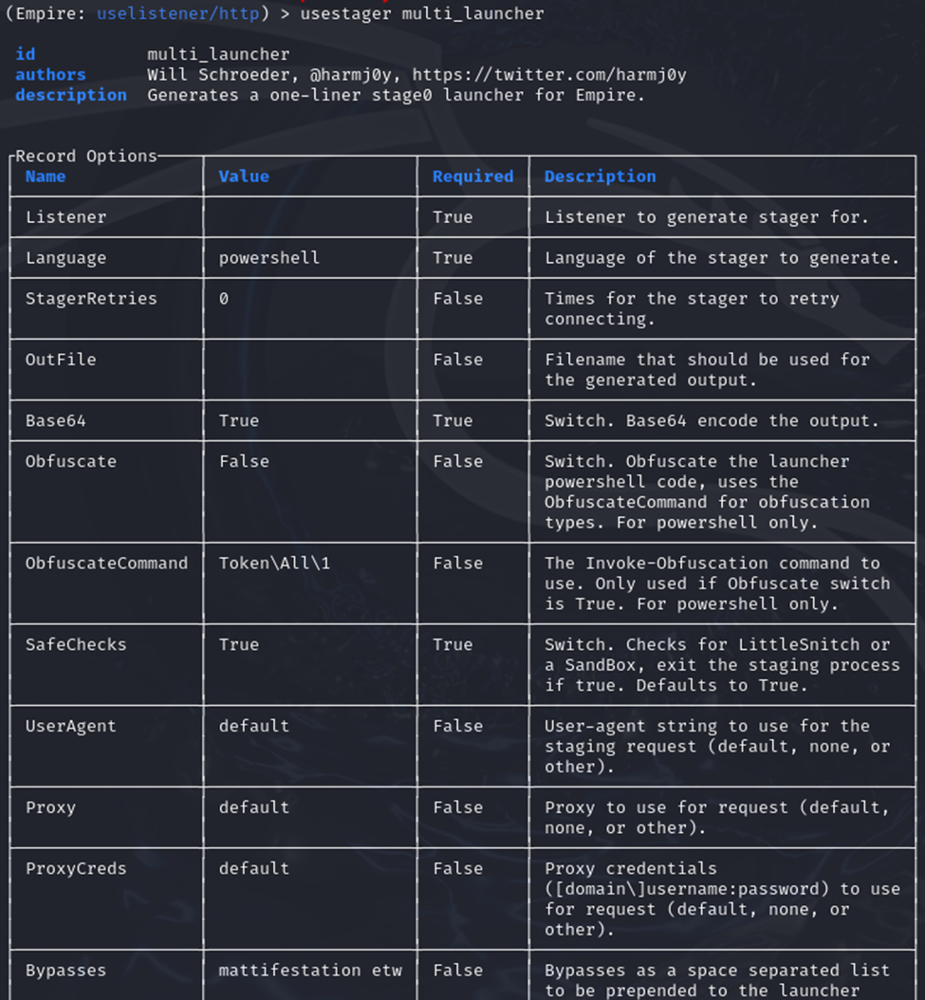 (Empire: uselistener/http) > usestager multi_launcher
id multi_launcher
authors Will Schroeder, @harmj0y, https://twitter.com/harmj0y
description Generates a one-liner stage0 launcher for Empire.
Record Options
Name Value Required Description
Listener True Listener to generate stager for.
Language powershell True Language of the stager to generate.
StagerRetries 0 False Times for the stager to retry
connecting.
OutFile False Filename that should be used for
the generated output.
Base64 True True Switch. Base64 encode the output.
Obfuscate False False Switch. Obfuscate the launcher
powershell code, uses the
ObfuscateCommand for obfuscation
types. For powershell only.
ObfuscateCommand Token\All\1 False The Invoke-Obfuscation command to
use. Only used if Obfuscate switch
is True. For powershell only.
SafeChecks True True Switch. Checks for LittleSnitch or
a SandBox, exit the staging process
if true. Defaults to True.
UserAgent default False User-agent string to use for the
staging request (default, none, or
other).
Proxy default False Proxy to use for request (default,
none, or other).
ProxyCreds default False Proxy credentials
([domain\]username:password) to use
for request (default, none, or
other).
Bypasses mattifestation etw False Bypasses as a space separated list
to be prepended to the launcher